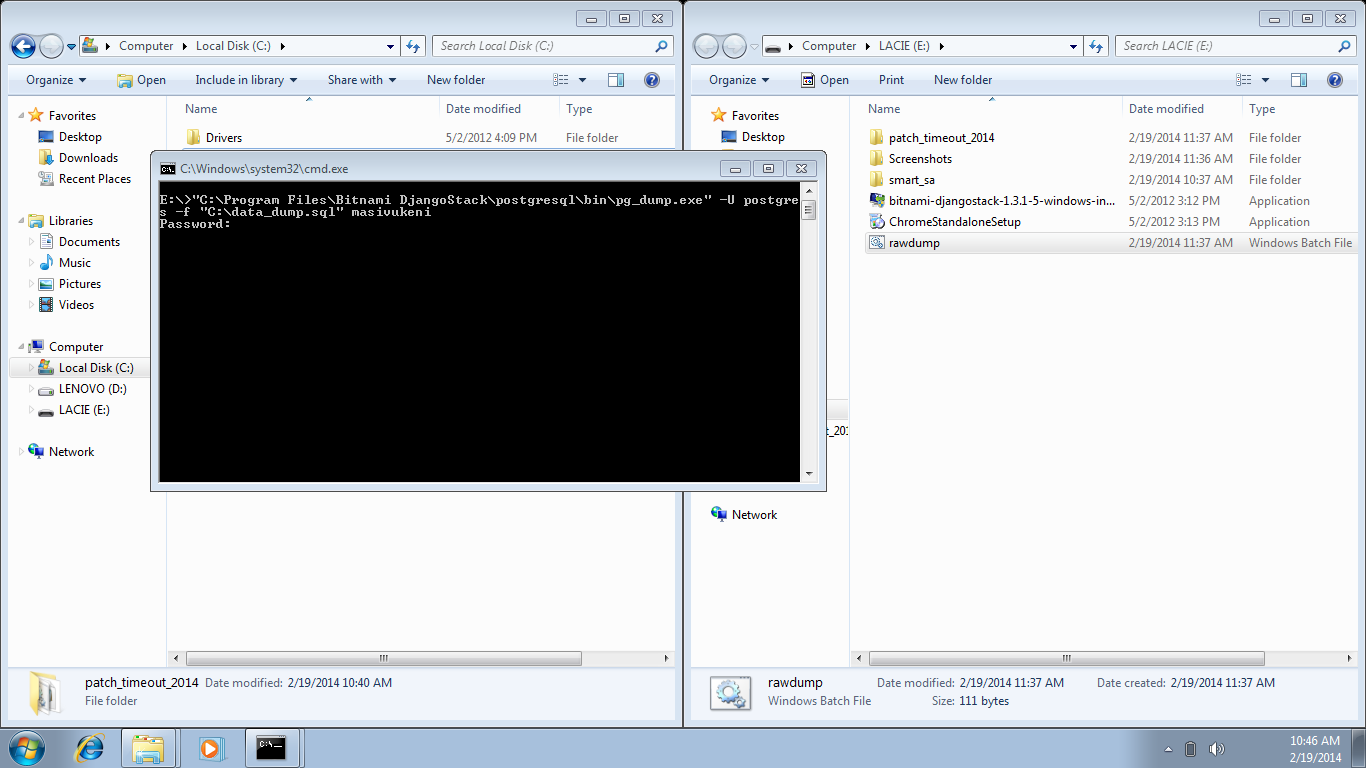 Computer Local Disk (C:)
Search Local Disk (C:)
Organize Open Include in library Share with New folder
Favorites
Desktop
Downloads
Recent Places
Libraries
Documents
Music
Pictures
Videos
Computer
Local Disk (C:)
LENOVO (D:)
LACIE (E:)
Network
Name Date modified Type
Drivers 5/2/2012 4:09 PM File folder
patch_timeout_2014 Date modified: 2/19/2014 10:40 AM
File folder
C:\Windows\system32\cmd.exe
C:\.
E:\>"C:\Program Files\Bitnami DjangoStack\postgresql\bin\pg_dump.exe" -U postgre
s -f "C:\data_dump.sql" masivukeni
Password:
Computer LACIE (E:)
Search LACIE (E:)
Organize Open Print New folder
Favorites
Desktop
t_201
Network
Name Date modified Type
patch_timeout_2014 2/19/2014 11:37 AM File folder
Screenshots 2/19/2014 11:36 AM File folder
smart_sa 2/19/2014 10:37 AM File folder
bitnami-djangostack-1.3.1-5-windows-in... 5/2/2012 3:12 PM Application
ChromeStandaloneSetup 5/2/2012 3:13 PM Application
rawdump 2/19/2014 11:37 AM Windows Batch File
rawdump Date modified: 2/19/2014 11:37 AM Date created: 2/19/2014 11:37 AM
Windows Batch File Size: 111 bytes
C:\.
10:46 AM
2/19/2014